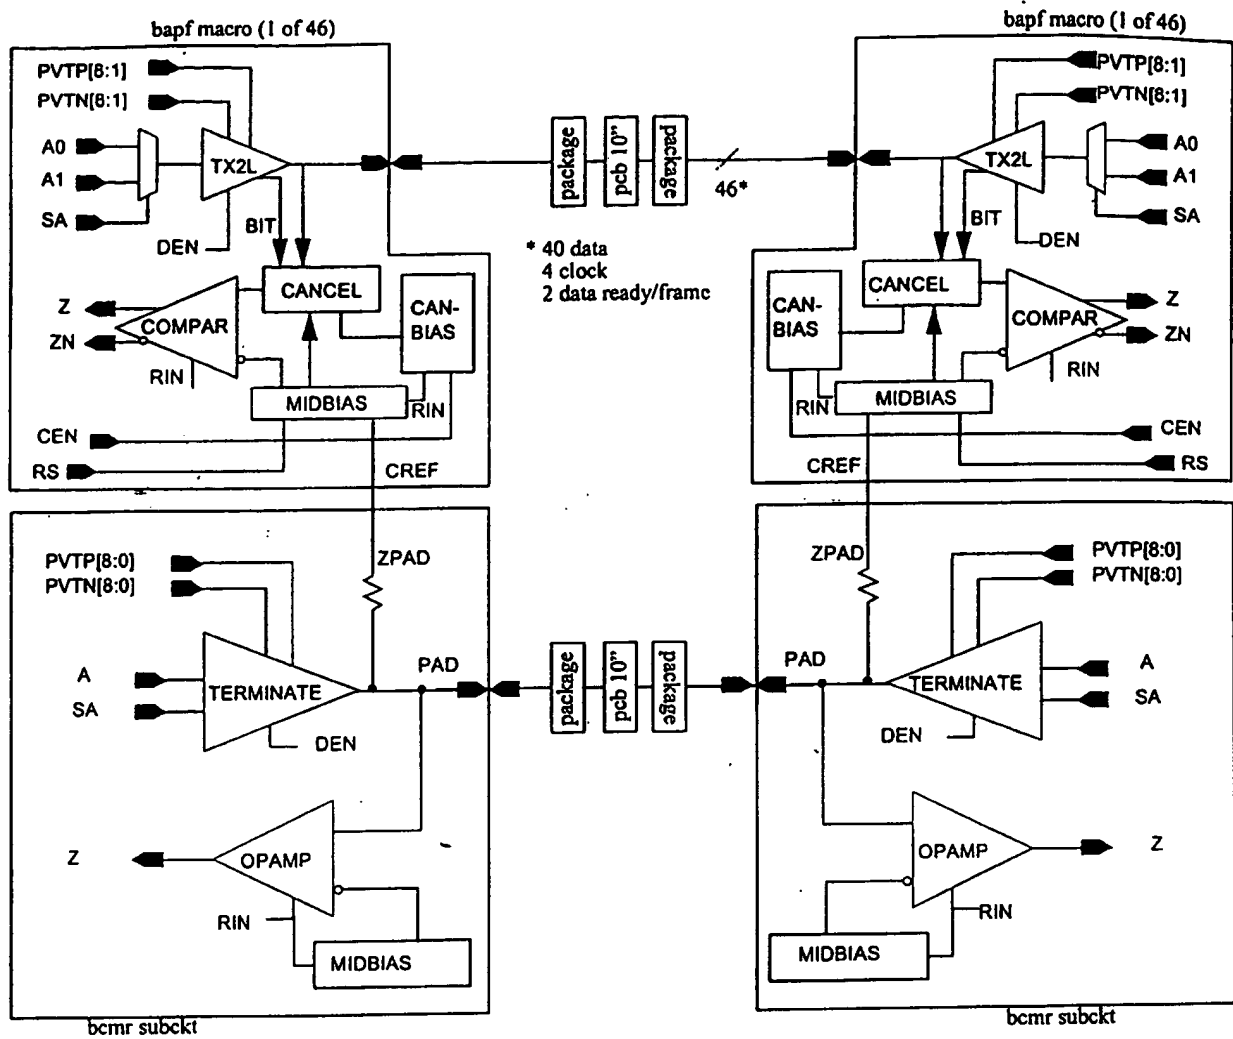 bapf macro (1 of 46)
PVTP[8:1]
PVTN[8:1]
A0
A1
SA
TX2L
DEN
BIT
CANCEL
CAN-
BIAS
COMPAR
Z
ZN
RIN
MIDBIAS
RIN
CEN
RS
CREF
package
pcb 10"
package
46*
* 40 data
4 clock
2 data ready/frame
bapf macro (1 of 46)
PVTP[8:1]
PVTN[8:1]
A0
A1
SA
TX2L
DEN
BIT
CANCEL
CAN-
BIAS
COMPAR
Z
ZN
RIN
MIDBIAS
RIN
CEN
RS
CREF
ZPAD
PVTP[8:0]
PVTN[8:0]
A
SA
TERMINATE
DEN
PAD
OPAMP
Z
RIN
MIDBIAS
bcmr subckt
package
pcb 10"
package
ZPAD
PVTP[8:0]
PVTN[8:0]
PAD
TERMINATE
A
SA
DEN
OPAMP
Z
RIN
MIDBIAS
bcmr subckt